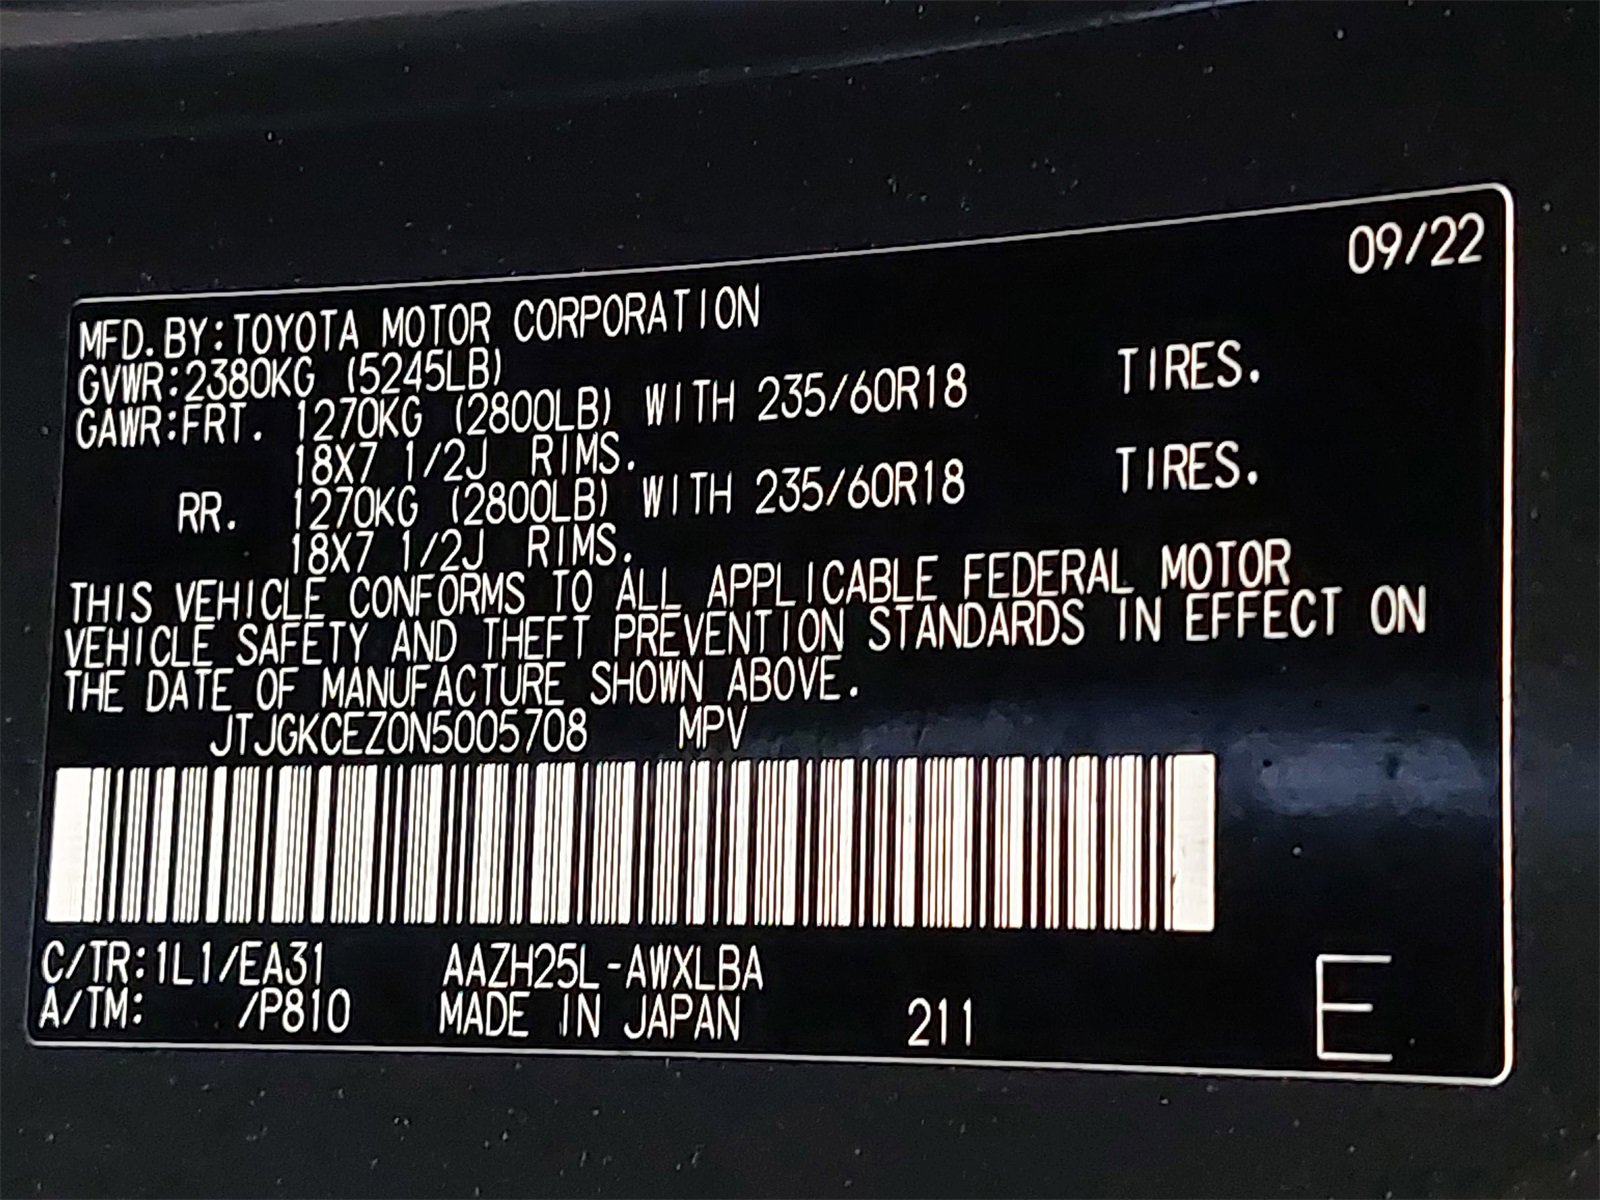 09/22
MFD.BY:TOYOTA MOTOR CORPORATION
GVWR:2380KG (5245LB)
GAWR:FRT. 1270KG (2800LB) WITH 235/60R18 TIRES.
18X7 1/2J RIMS.
RR. 1270KG (2800LB) WITH 235/60R18 TIRES.
18X7 1/2J RIMS.
THIS VEHICLE CONFORMS TO ALL APPLICABLE FEDERAL MOTOR
VEHICLE SAFETY AND THEFT PREVENTION STANDARDS IN EFFECT ON
THE DATE OF MANUFACTURE SHOWN ABOVE.
JTJGKCEZ0N5005708 MPV
C/TR:1L1/EA31 AAZH25L-AWXLBA
A/TM: /P810 MADE IN JAPAN 211 E